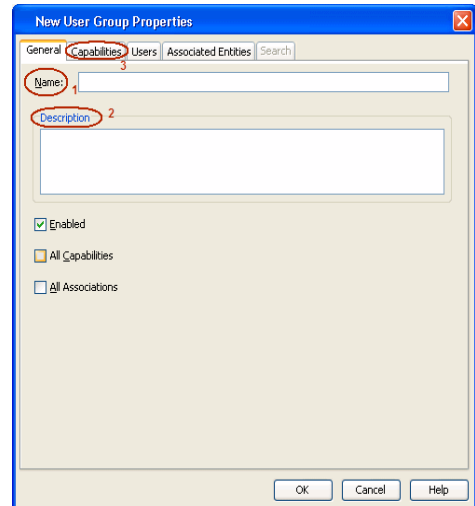 New User Group Properties
General Capabilities Users Associated Entities Search
3
Name: 1
Description 2
Enabled
All Capabilities
All Associations
OK Cancel Help